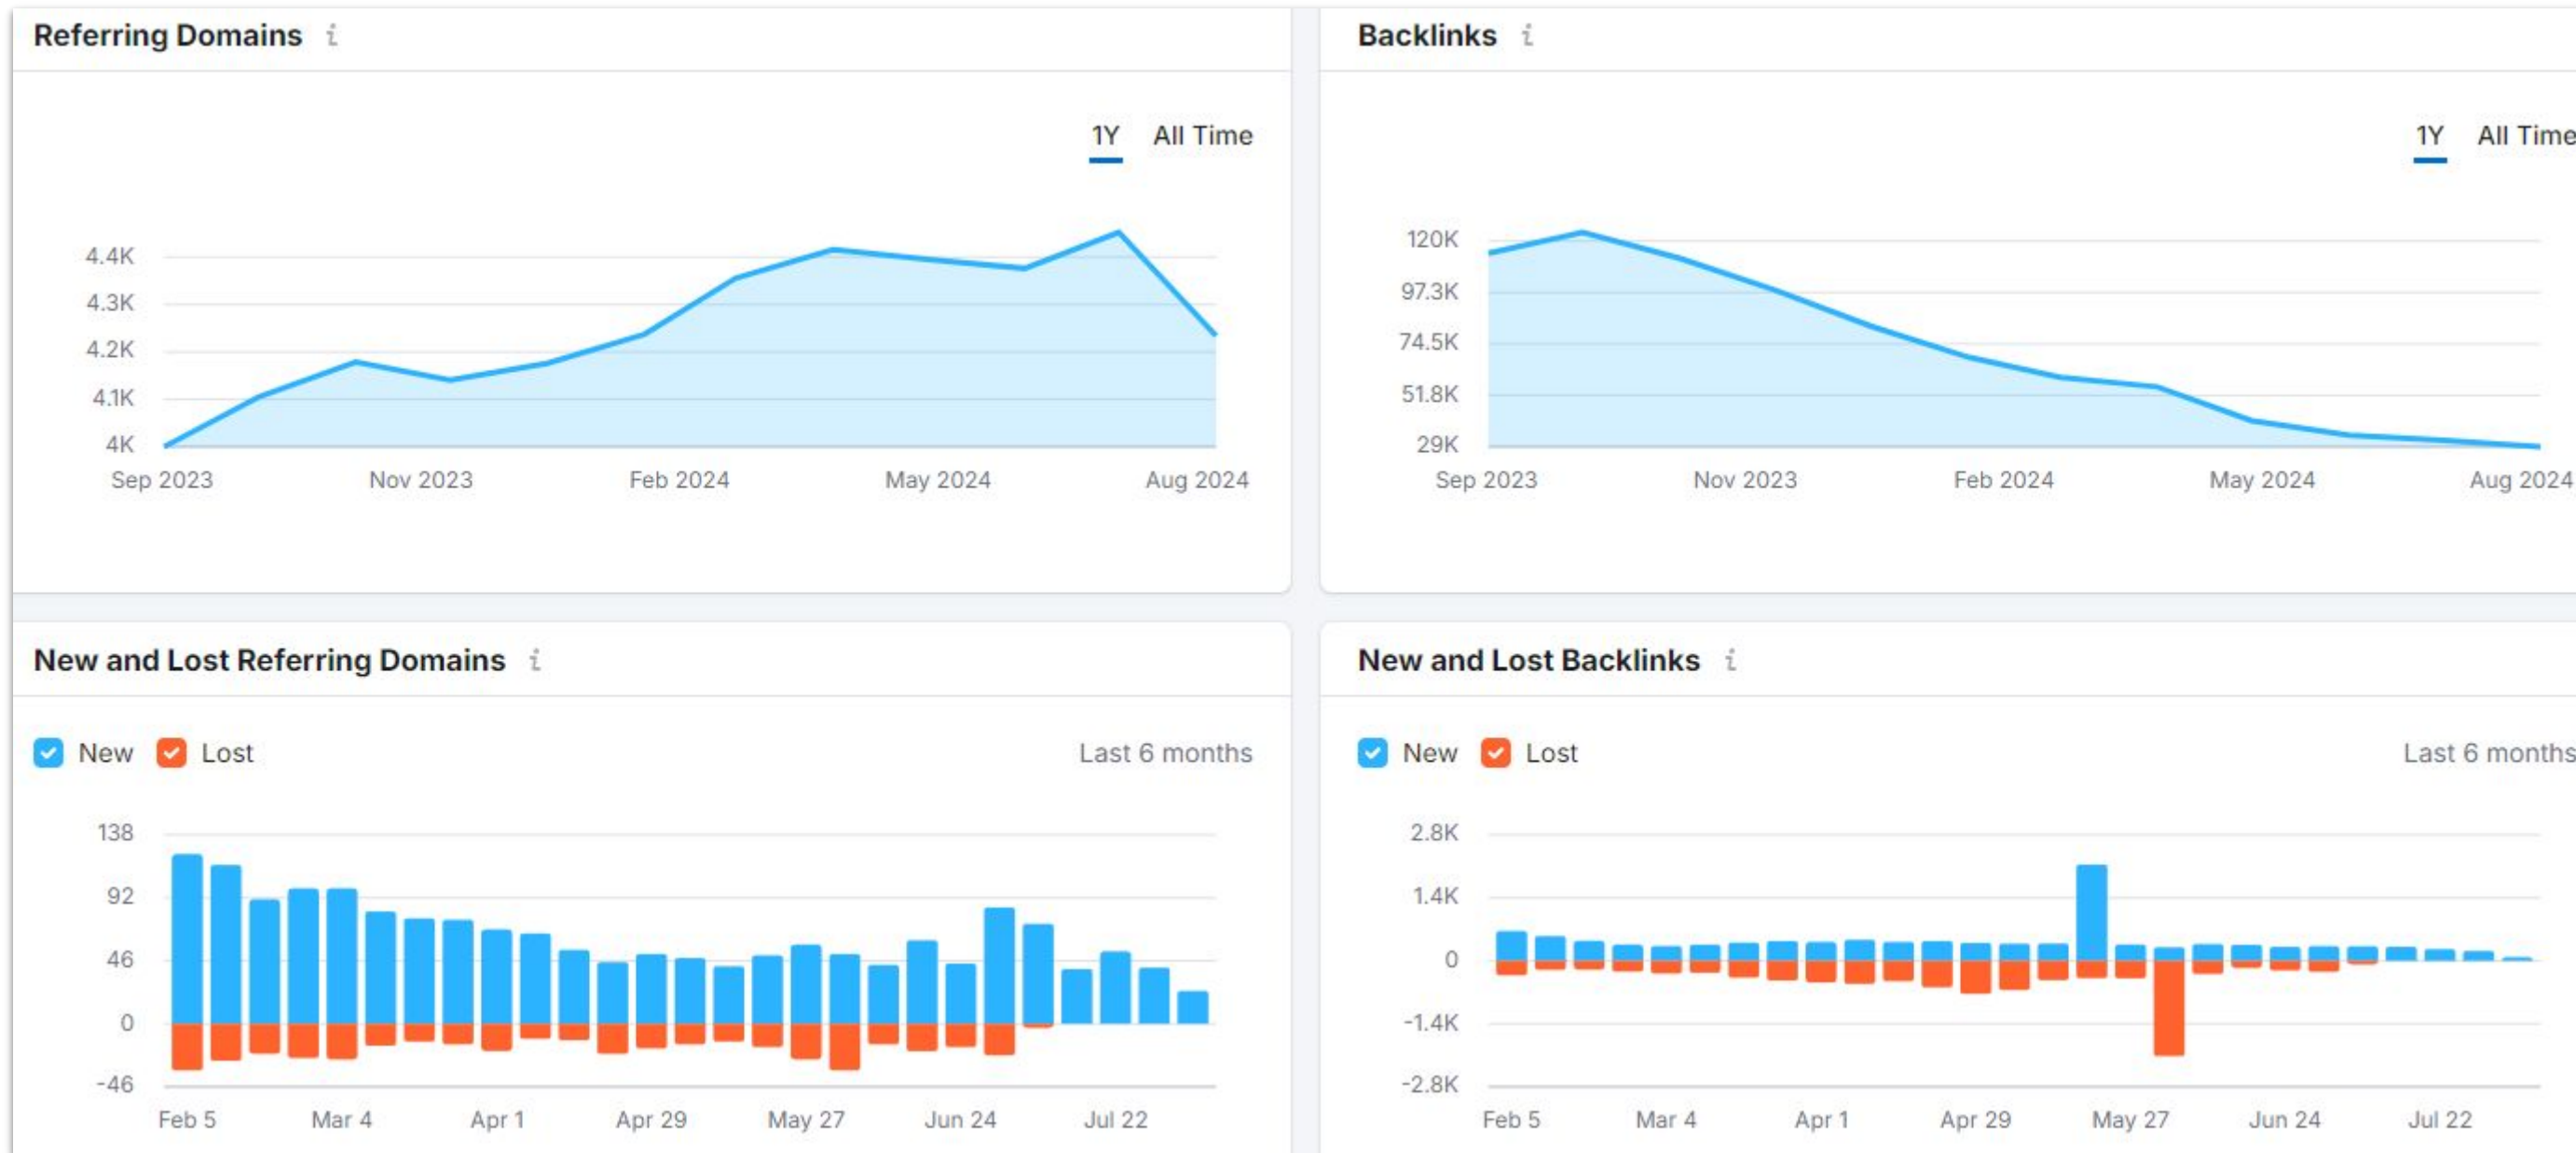 Referring Domains i
1Y All Time
4.4K
4.3K
4.2K
4.1K
4K
Sep 2023 Nov 2023 Feb 2024 May 2024 Aug 2024
Backlinks i
1Y All Time
120K
97.3K
74.5K
51.8K
29K
Sep 2023 Nov 2023 Feb 2024 May 2024 Aug 2024
New and Lost Referring Domains i
New Lost Last 6 months
138
92
46
0
-46
Feb 5 Mar 4 Apr 1 Apr 29 May 27 Jun 24 Jul 22
New and Lost Backlinks i
New Lost Last 6 months
2.8K
1.4K
0
-1.4K
-2.8K
Feb 5 Mar 4 Apr 1 Apr 29 May 27 Jun 24 Jul 22